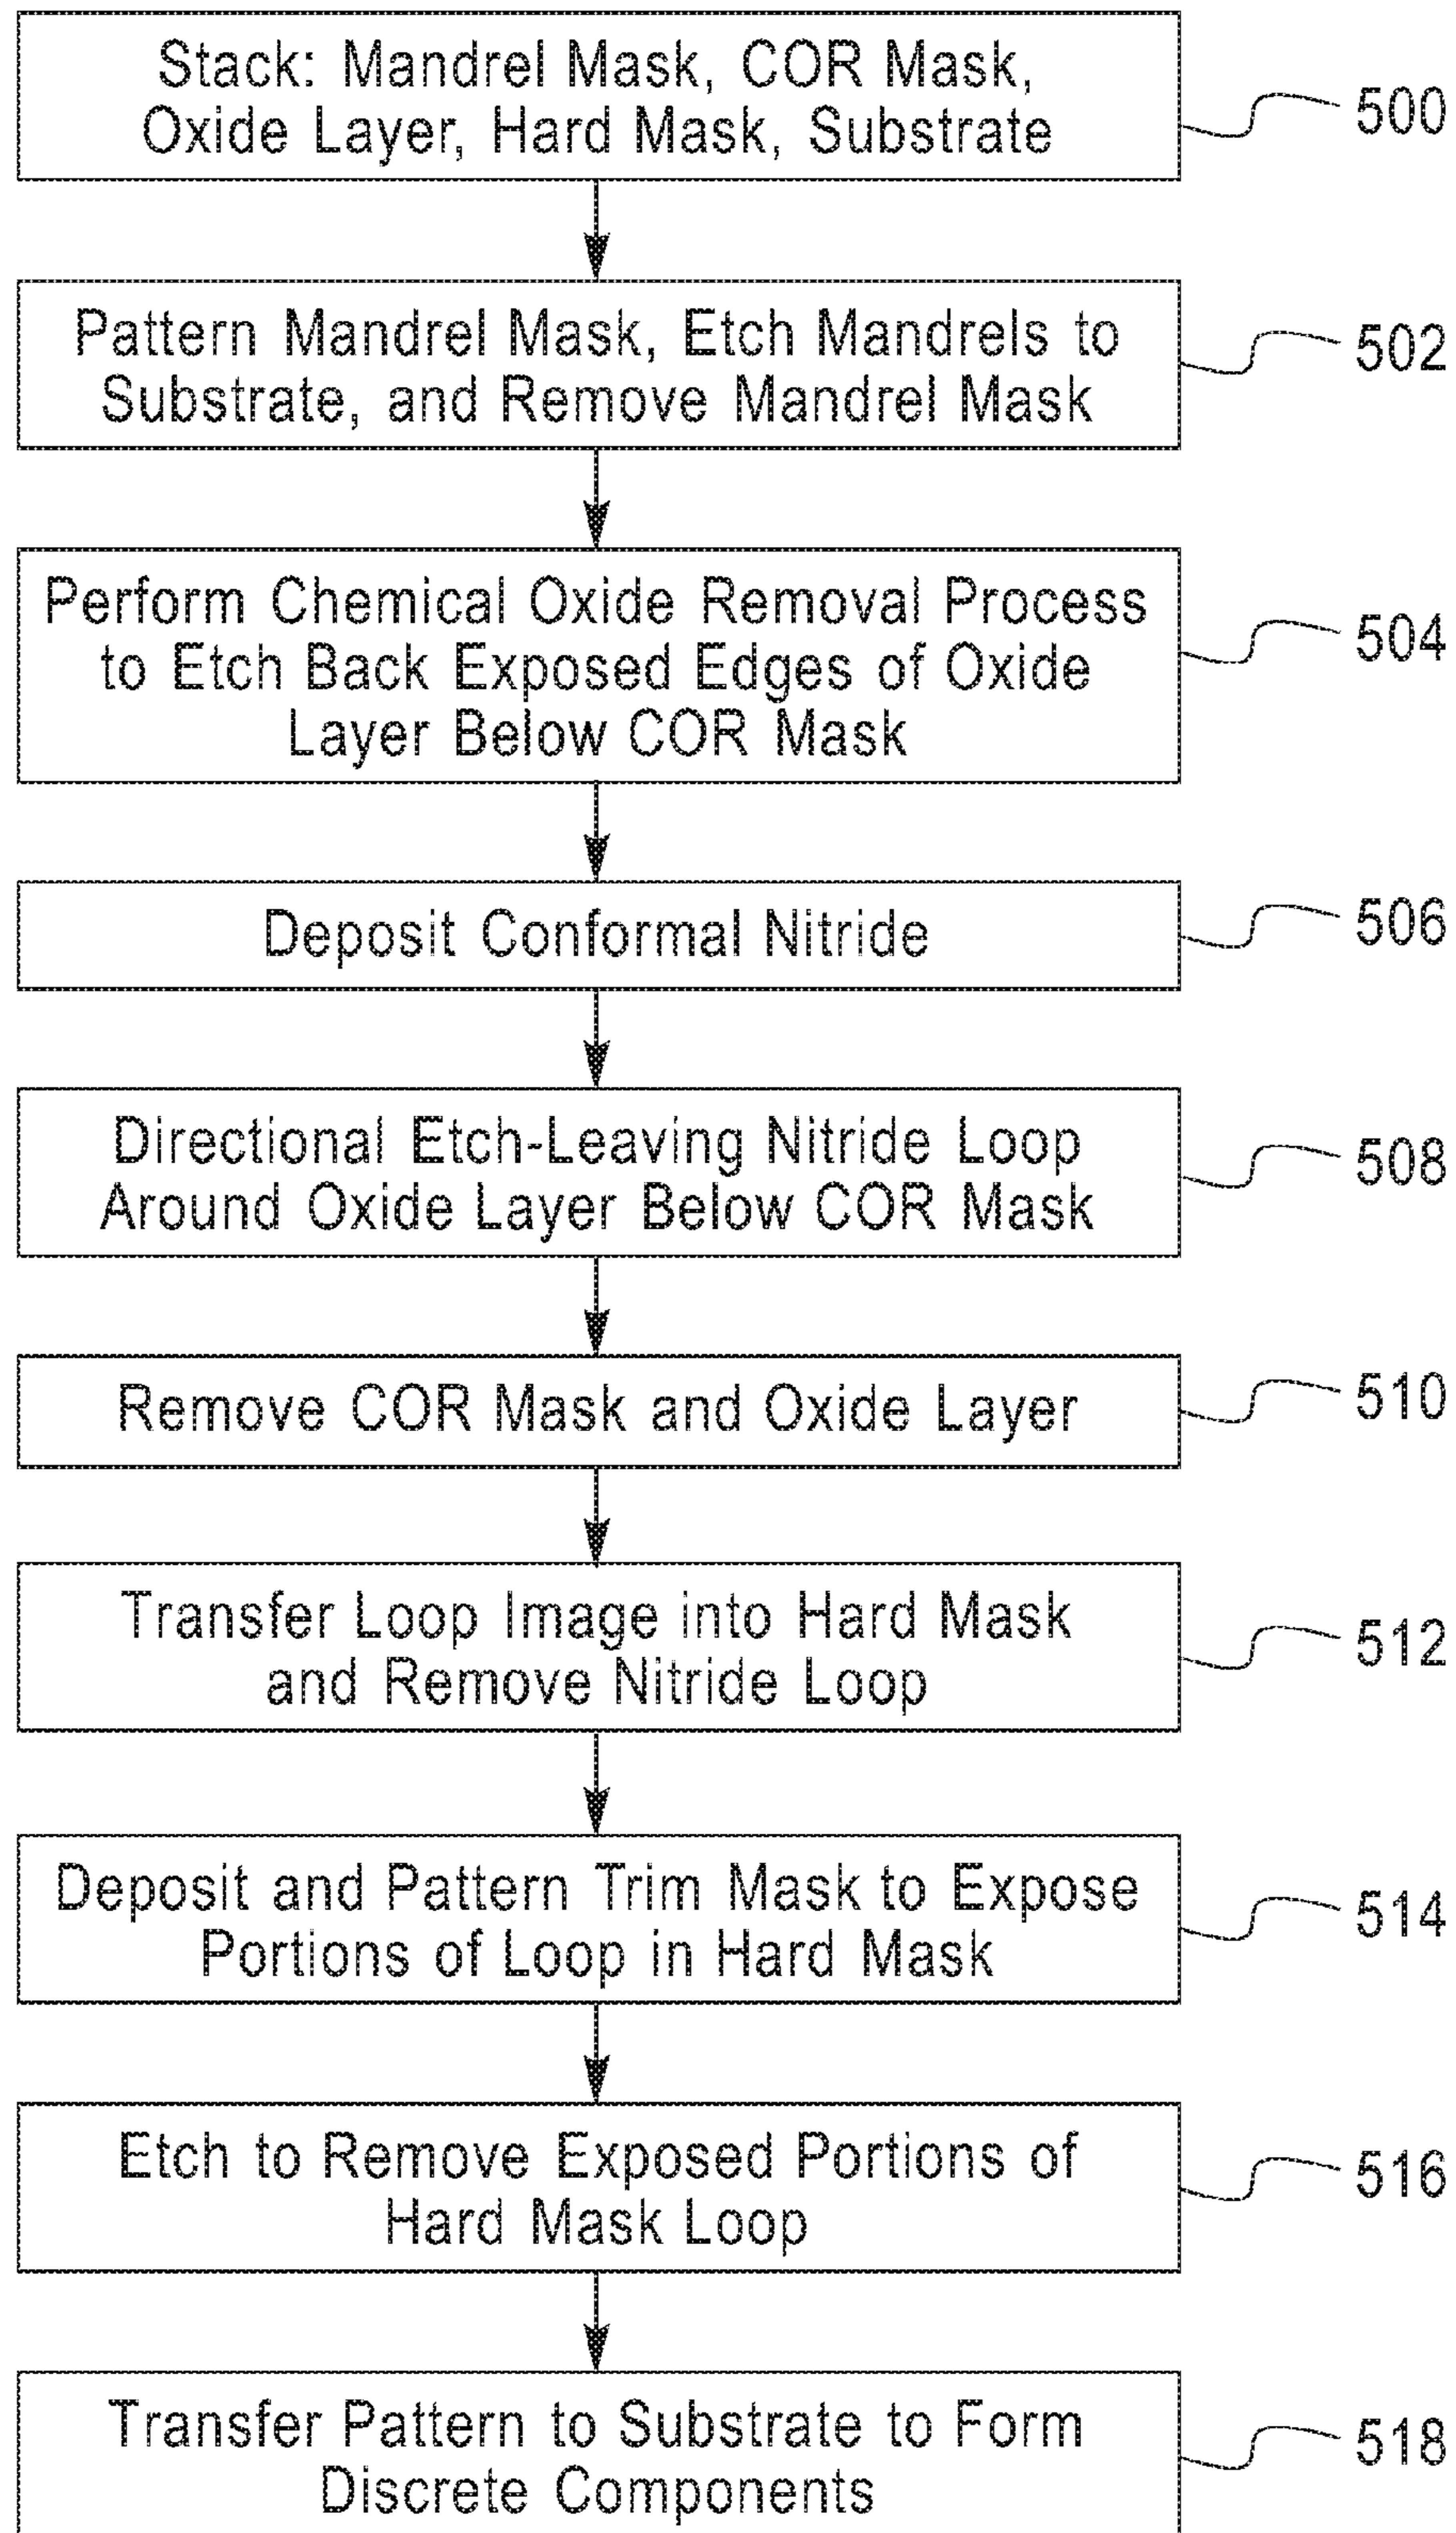 Stack: Mandrel Mask, COR Mask,
Oxide Layer, Hard Mask, Substrate
500
Pattern Mandrel Mask, Etch Mandrels to
Substrate, and Remove Mandrel Mask
502
Perform Chemical Oxide Removal Process
to Etch Back Exposed Edges of Oxide
Layer Below COR Mask
504
Deposit Conformal Nitride
506
Directional Etch-Leaving Nitride Loop
Around Oxide Layer Below COR Mask
508
Remove COR Mask and Oxide Layer
510
Transfer Loop Image into Hard Mask
and Remove Nitride Loop
512
Deposit and Pattern Trim Mask to Expose
Portions of Loop in Hard Mask
514
Etch to Remove Exposed Portions of
Hard Mask Loop
516
Transfer Pattern to Substrate to Form
Discrete Components
518